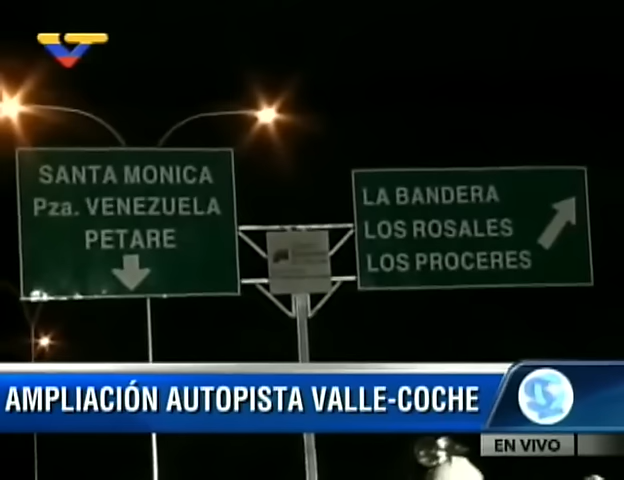 SANTA MONICA
Pza. VENEZUELA
PETARE
LA BANDERA
LOS ROSALES
LOS PROCERES
AMPLIACIÓN AUTOPISTA VALLE-COCHE
EN VIVO